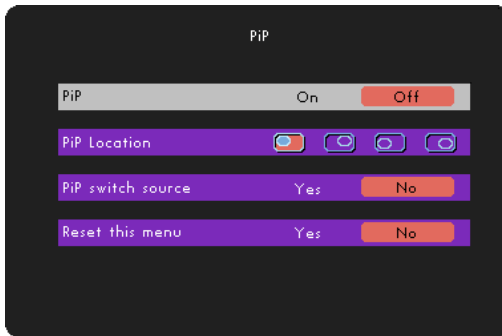 PiP
PiP On Off
PiP Location
PiP switch source Yes No
Reset this menu Yes No